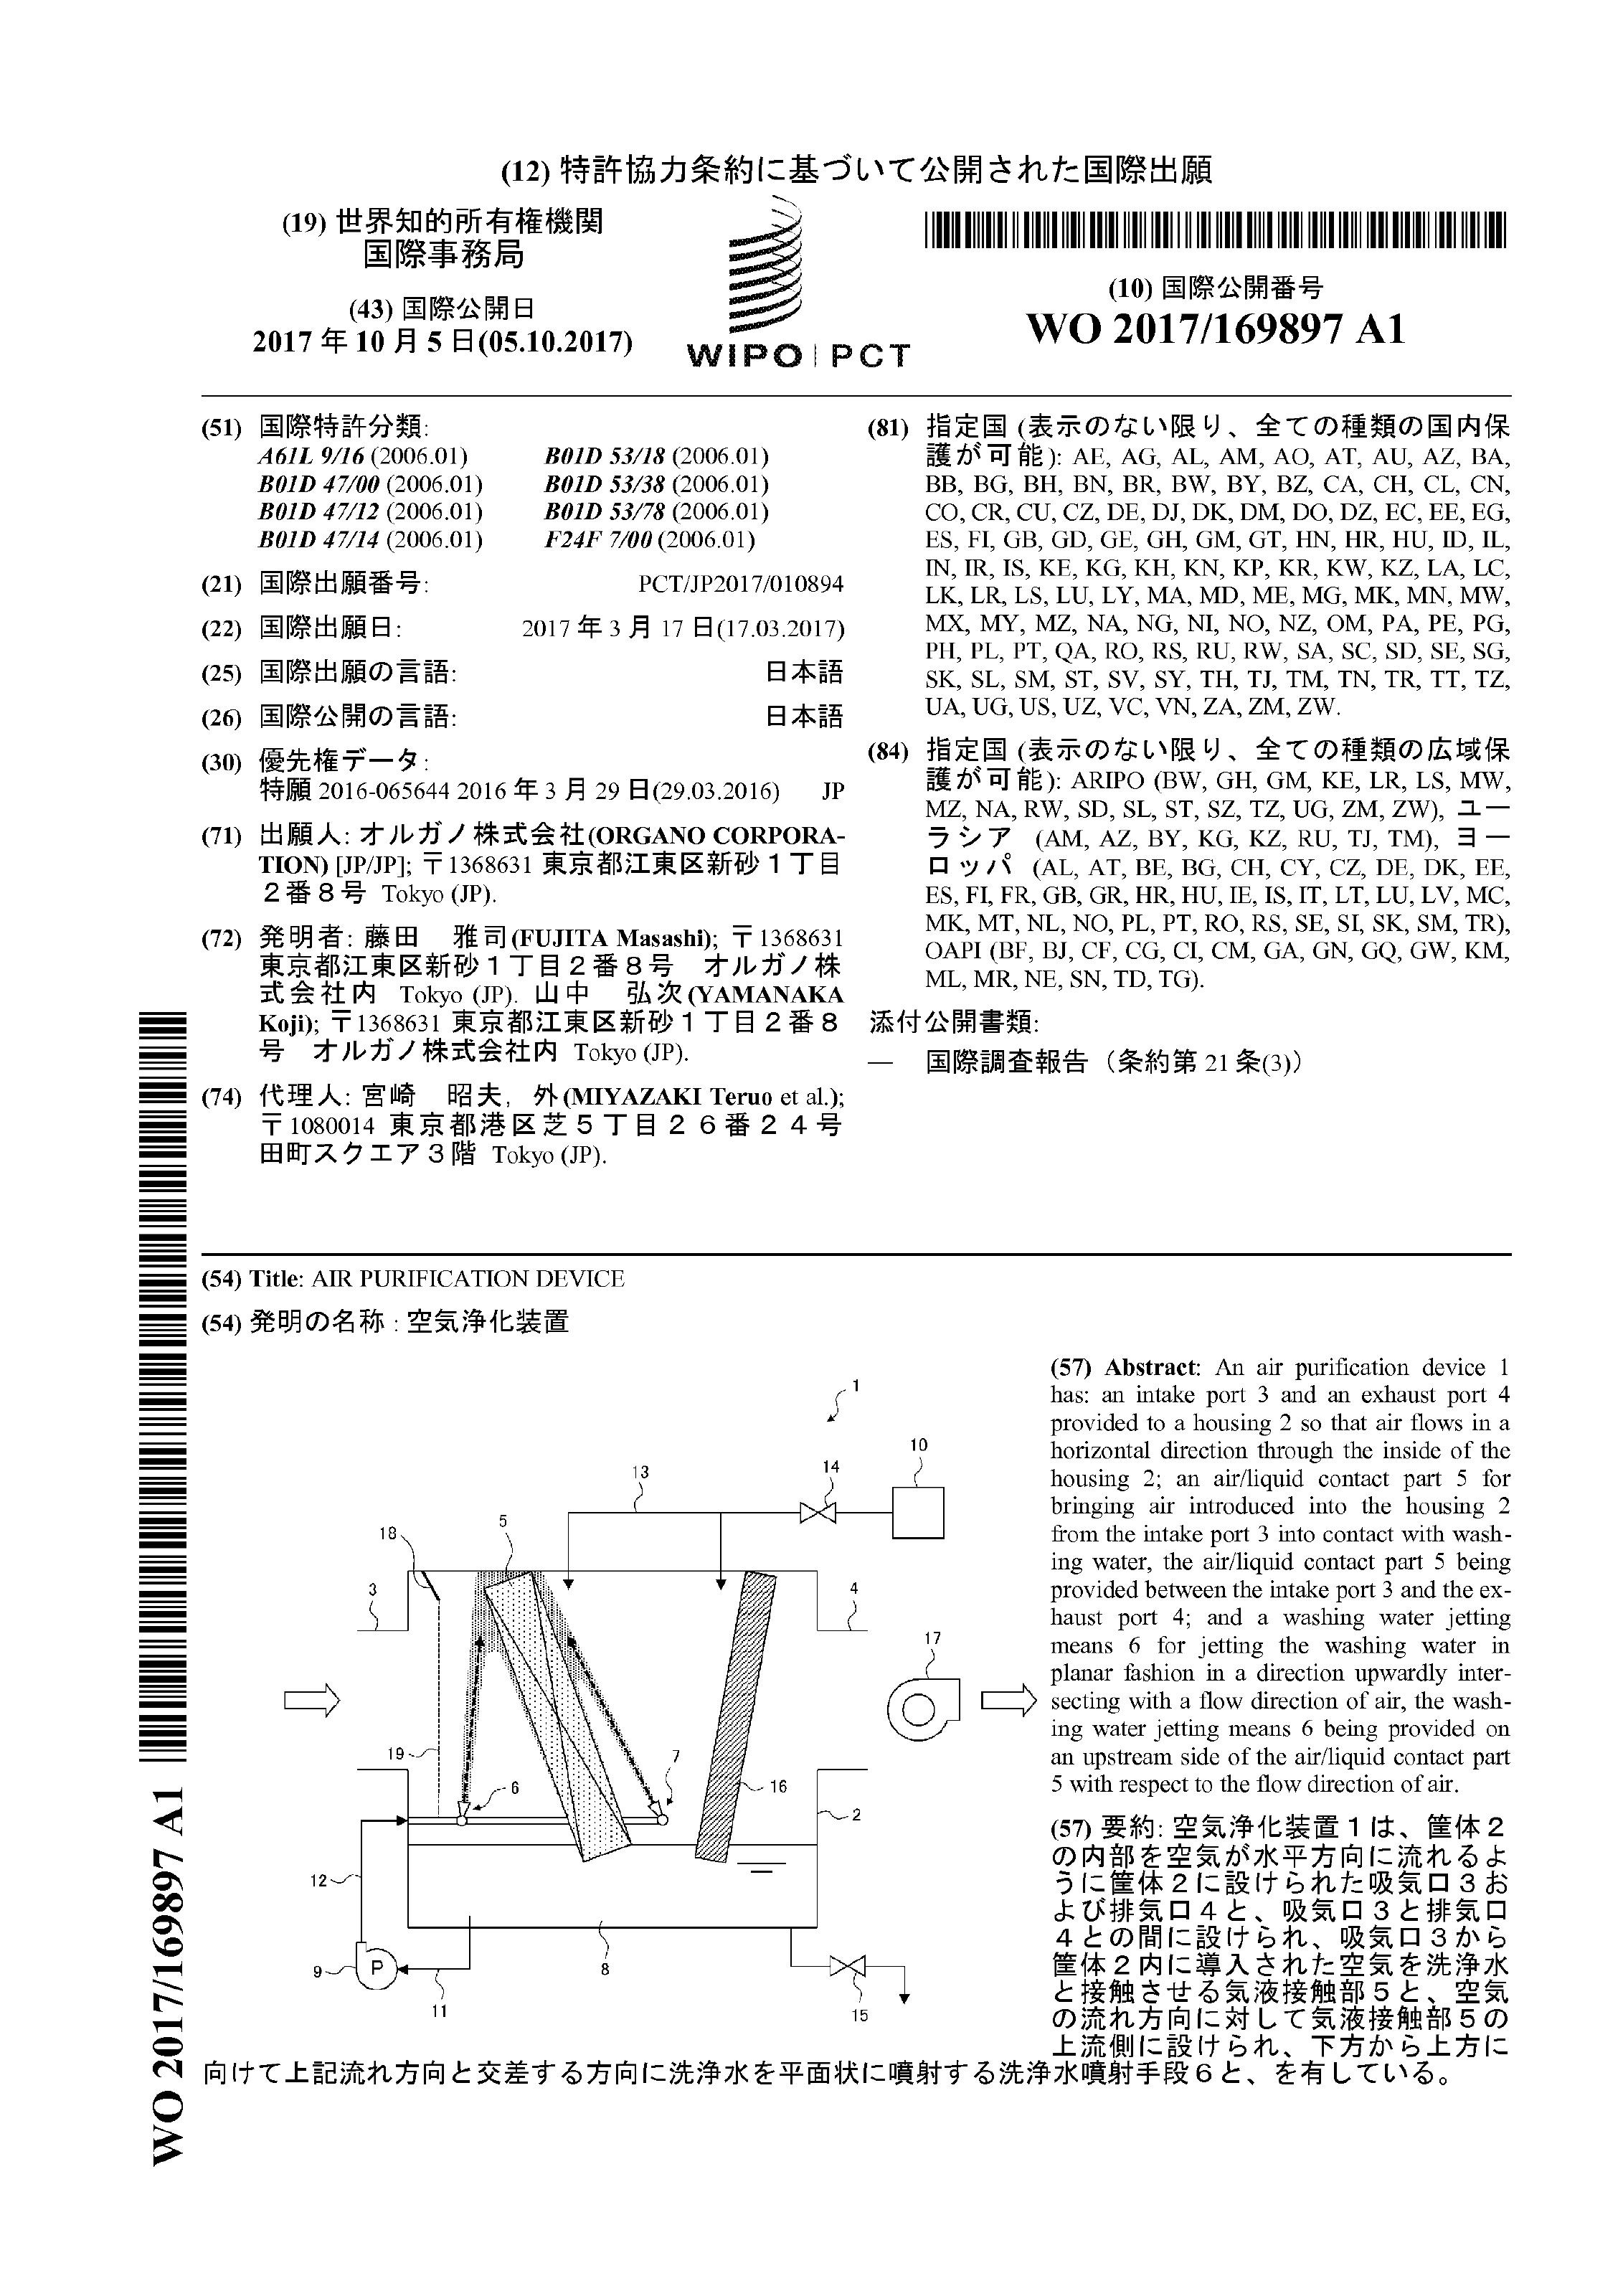 (12) 特許協力条約に基づいて公開された国際出願
(19) 世界知的所有権機関
国際事務局
(43) 国際公開日
2017 年 10 月 5 日(05.10.2017)
WIPO | PCT
(10) 国際公開番号
WO 2017/169897 A1
(51) 国際特許分類:
A61L 9/16 (2006.01) B01D 53/18 (2006.01)
B01D 47/00 (2006.01) B01D 53/38 (2006.01)
B01D 47/12 (2006.01) B01D 53/78 (2006.01)
B01D 47/14 (2006.01) F24F 7/00 (2006.01)
(21) 国際出願番号: PCT/JP2017/010894
(22) 国際出願日: 2017 年 3 月 17 日(17.03.2017)
(25) 国際出願の言語: 日本語
(26) 国際公開の言語: 日本語
(30) 優先権データ:
特願 2016-065644 2016 年 3 月 29 日(29.03.2016) JP
(71) 出願人: オルガノ株式会社(ORGANO CORPORA-
TION) [JP/JP]; 〒1368631 東京都江東区新砂1丁目
2番8号 Tokyo (JP).
(72) 発明者: 藤田 雅司(FUJITA Masashi); 〒1368631
東京都江東区新砂1丁目2番8号 オルガノ株
式会社内 Tokyo (JP). 山中 弘次(YAMANAKA
Koji); 〒1368631 東京都江東区新砂1丁目2番8
号 オルガノ株式会社内 Tokyo (JP).
(74) 代理人: 宮崎 昭夫, 外(MIYAZAKI Teruo et al.);
〒1080014 東京都港区芝5丁目26番24号
田町スクエア3階 Tokyo (JP).
(81) 指定国 (表示のない限り、全ての種類の国内保
護が可能): AE, AG, AL, AM, AO, AT, AU, AZ, BA,
BB, BG, BH, BN, BR, BW, BY, BZ, CA, CH, CL, CN,
CO, CR, CU, CZ, DE, DJ, DK, DM, DO, DZ, EC, EE, EG,
ES, FI, GB, GD, GE, GH, GM, GT, HN, HR, HU, ID, IL,
IN, IR, IS, KE, KG, KH, KN, KP, KR, KW, KZ, LA, LC,
LK, LR, LS, LU, LY, MA, MD, ME, MG, MK, MN, MW,
MX, MY, MZ, NA, NG, NI, NO, NZ, OM, PA, PE, PG,
PH, PL, PT, QA, RO, RS, RU, RW, SA, SC, SD, SE, SG,
SK, SL, SM, ST, SV, SY, TH, TJ, TM, TN, TR, TT, TZ,
UA, UG, US, UZ, VC, VN, ZA, ZM, ZW.
(84) 指定国 (表示のない限り、全ての種類の広域保
護が可能): ARIPO (BW, GH, GM, KE, LR, LS, MW,
MZ, NA, RW, SD, SL, ST, SZ, TZ, UG, ZM, ZW), ユー
ラシア (AM, AZ, BY, KG, KZ, RU, TJ, TM), ヨー
ロッパ (AL, AT, BE, BG, CH, CY, CZ, DE, DK, EE,
ES, FI, FR, GB, GR, HR, HU, IE, IS, IT, LT, LU, LV, MC,
MK, MT, NL, NO, PL, PT, RO, RS, SE, SI, SK, SM, TR),
OAPI (BF, BJ, CF, CG, CI, CM, GA, GN, GQ, GW, KM,
ML, MR, NE, SN, TD, TG).
添付公開書類:
— 国際調査報告 (条約第 21 条(3))
(54) Title: AIR PURIFICATION DEVICE
(54) 発明の名称 : 空気浄化装置
1
10
14
13
5
18
3
4
17
7
19
6
16
2
12
9
P
11
8
15
(57) Abstract: An air purification device 1
has: an intake port 3 and an exhaust port 4
provided to a housing 2 so that air flows in a
horizontal direction through the inside of the
housing 2; an air/liquid contact part 5 for
bringing air introduced into the housing 2
from the intake port 3 into contact with wash-
ing water, the air/liquid contact part 5 being
provided between the intake port 3 and the ex-
haust port 4; and a washing water jetting
means 6 for jetting the washing water in
planar fashion in a direction upwardly inter-
secting with a flow direction of air, the wash-
ing water jetting means 6 being provided on
an upstream side of the air/liquid contact part
5 with respect to the flow direction of air.
(57) 要約: 空気浄化装置1は、筐体2
の内部を空気が水平方向に流れるよ
うに筐体2に設けられた吸気口3お
よび排気口4と、吸気口3と排気口
4との間に設けられ、吸気口3から
筐体2内に導入された空気を洗浄水
と接触させる気液接触部5と、空気
の流れ方向に対して気液接触部5の
上流側に設けられ、下方から上方に
向けて上記流れ方向と交差する方向に洗浄水を平面状に噴射する洗浄水噴射手段6と、を有している。
WO 2017/169897 A1